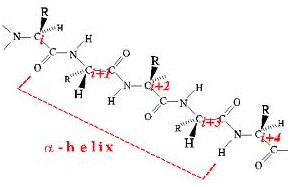 R
N i H
H
N H O
O R i+1
H
R
N i+2
H
O H
N
R i+3 O
H
N H
H i+4
O
R
α-helix